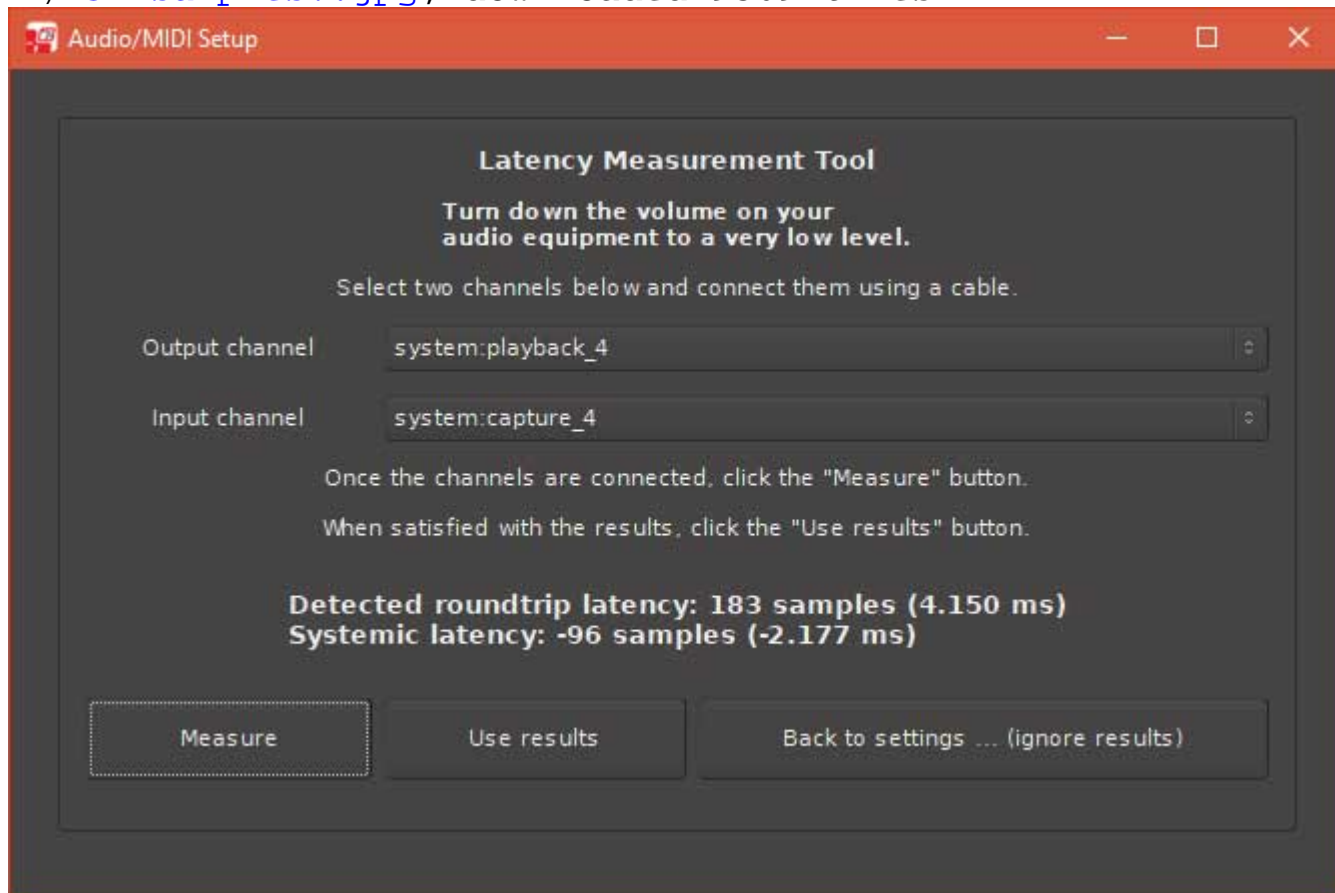 Audio/MIDI Setup
Latency Measurement Tool
Turn down the volume on your
audio equipment to a very low level.
Select two channels below and connect them using a cable.
Output channel system:playback_4
Input channel system:capture_4
Once the channels are connected, click the "Measure" button.
When satisfied with the results, click the "Use results" button.
Detected roundtrip latency: 183 samples (4.150 ms)
Systemic latency: -96 samples (-2.177 ms)
Measure Use results Back to settings ... (ignore results)